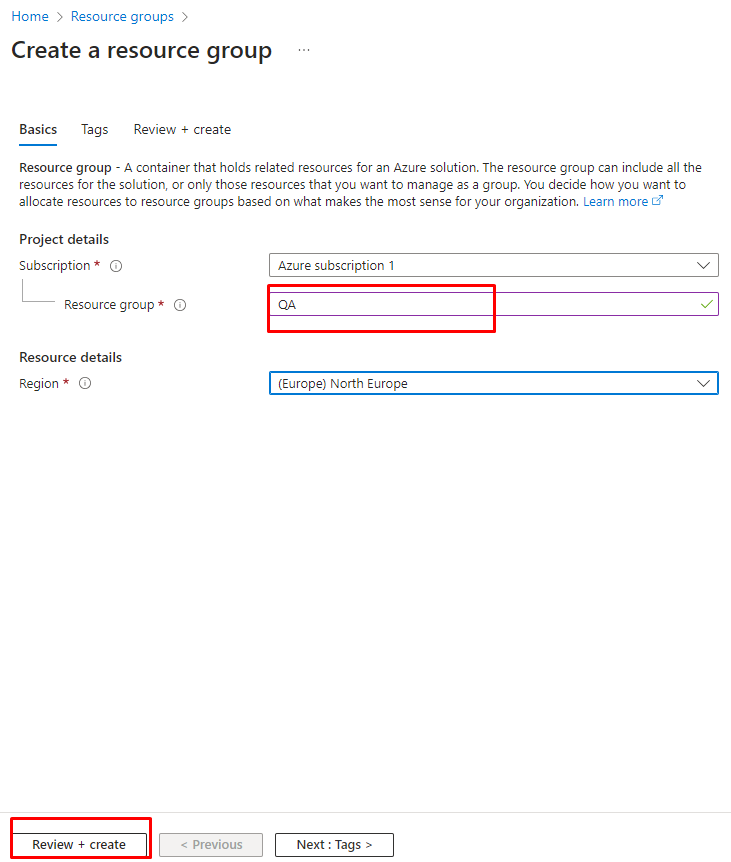 Home > Resource groups >
Create a resource group ...
Basics Tags Review + create
Resource group - A container that holds related resources for an Azure solution. The resource group can include all the
resources for the solution, or only those resources that you want to manage as a group. You decide how you want to
allocate resources to resource groups based on what makes the most sense for your organization. Learn more
Project details
Subscription * Azure subscription 1
Resource group * QA
Resource details
Region * (Europe) North Europe
Review + create < Previous Next : Tags >